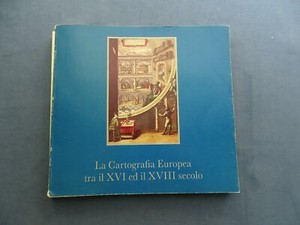 La Cartografia Europea
tra il XVI ed il XVIII secolo